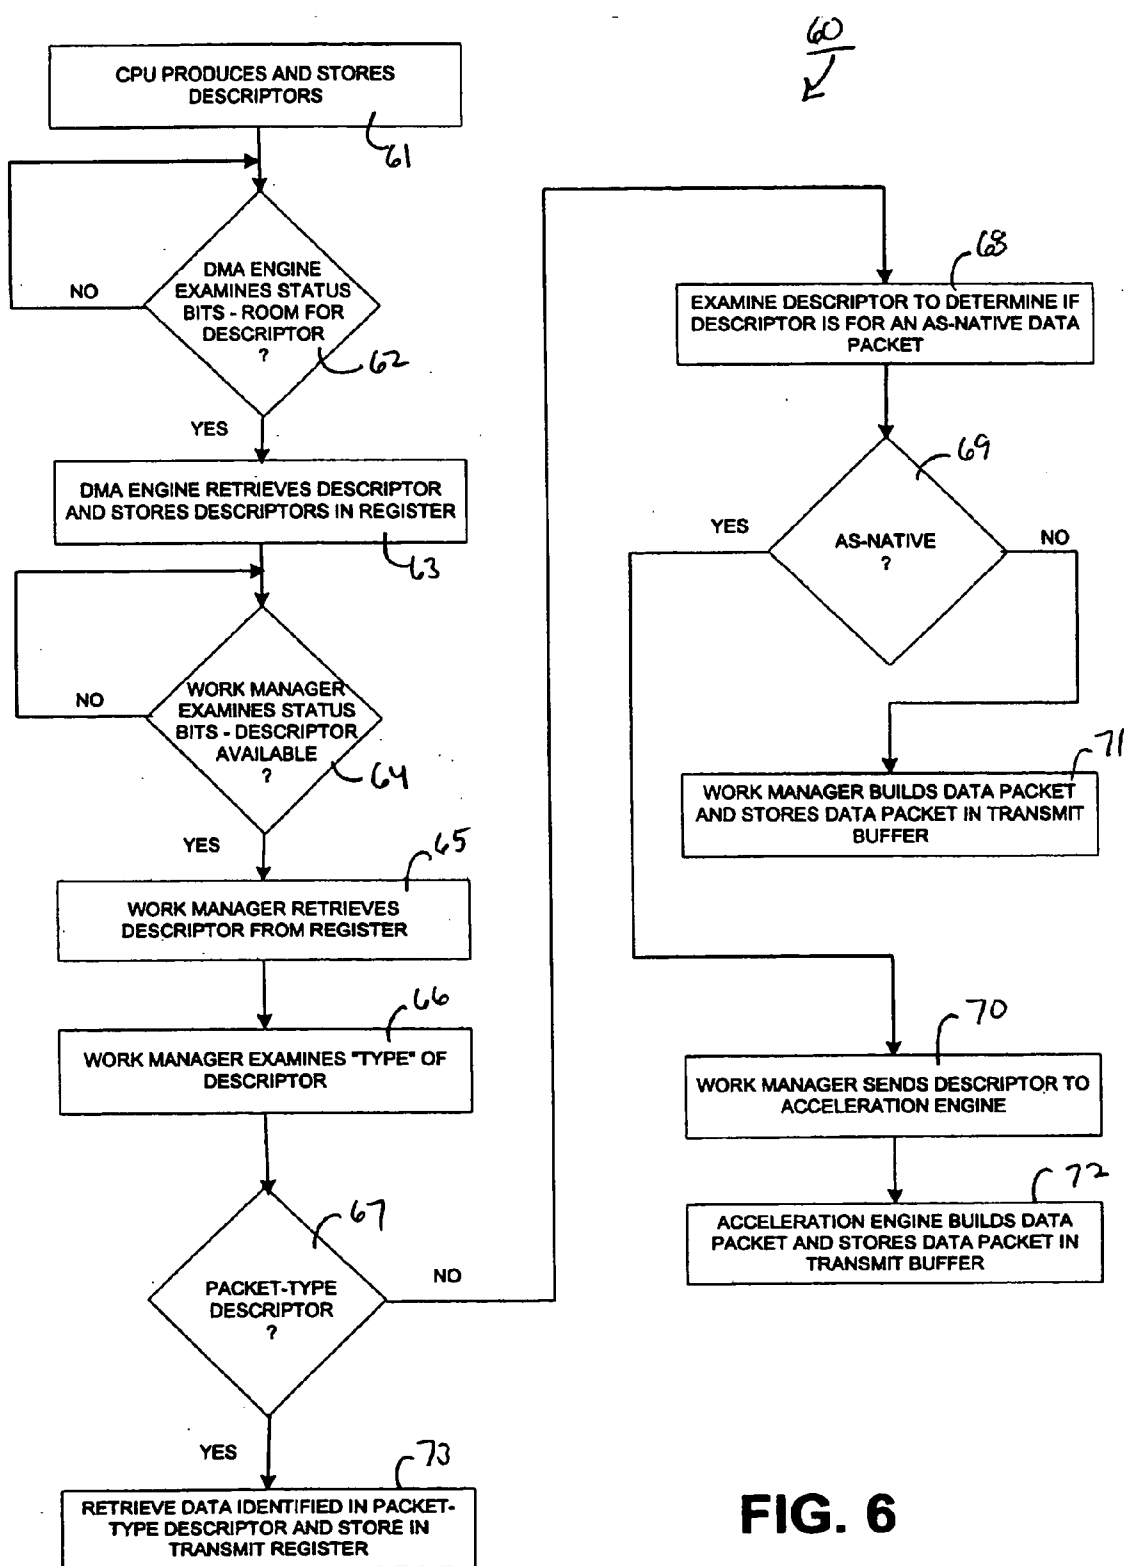 60
CPU PRODUCES AND STORES
DESCRIPTORS
61
DMA ENGINE
EXAMINES STATUS
BITS - ROOM FOR
DESCRIPTOR
?
62
NO
YES
DMA ENGINE RETRIEVES DESCRIPTOR
AND STORES DESCRIPTORS IN REGISTER
63
WORK MANAGER
EXAMINES STATUS
BITS - DESCRIPTOR
AVAILABLE
?
64
NO
YES
65
WORK MANAGER RETRIEVES
DESCRIPTOR FROM REGISTER
66
WORK MANAGER EXAMINES "TYPE" OF
DESCRIPTOR
67
PACKET-TYPE
DESCRIPTOR
?
NO
YES
73
RETRIEVE DATA IDENTIFIED IN PACKET-
TYPE DESCRIPTOR AND STORE IN
TRANSMIT REGISTER
68
EXAMINE DESCRIPTOR TO DETERMINE IF
DESCRIPTOR IS FOR AN AS-NATIVE DATA
PACKET
69
AS-NATIVE
?
YES
NO
71
WORK MANAGER BUILDS DATA PACKET
AND STORES DATA PACKET IN TRANSMIT
BUFFER
70
WORK MANAGER SENDS DESCRIPTOR TO
ACCELERATION ENGINE
72
ACCELERATION ENGINE BUILDS DATA
PACKET AND STORES DATA PACKET IN
TRANSMIT BUFFER
FIG. 6